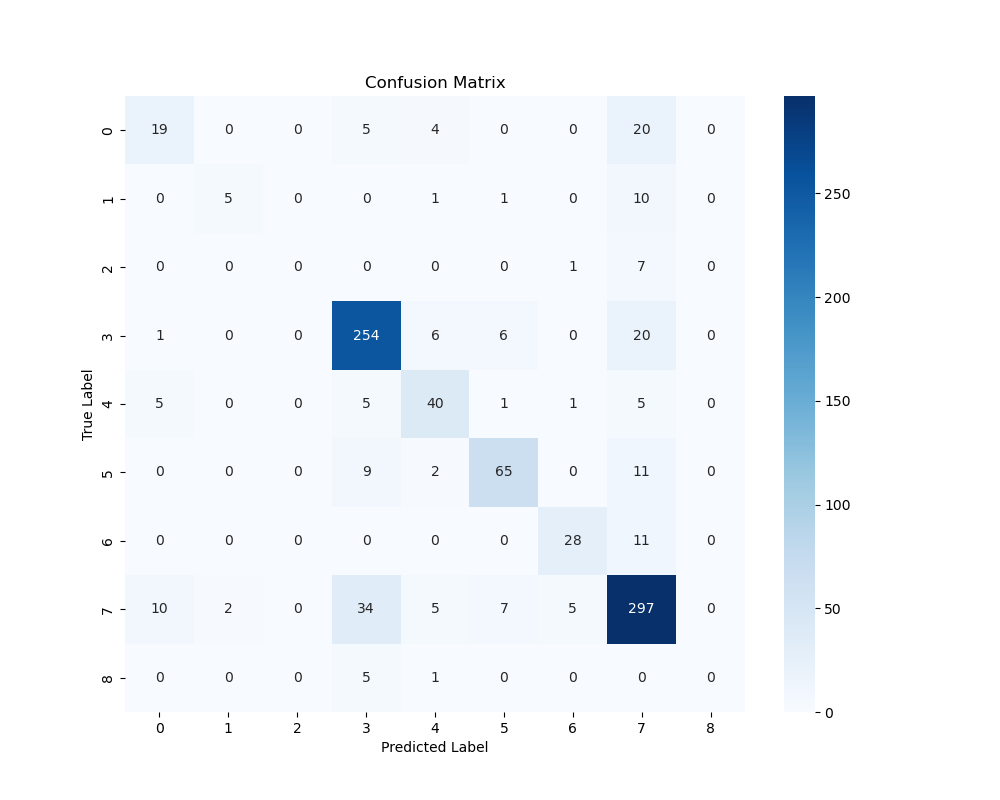 Confusion Matrix
0 19 0 0 5 4 0 0 20 0
1 0 5 0 0 1 1 0 10 0
2 0 0 0 0 0 0 1 7 0
3 1 0 0 254 6 6 0 20 0
4 5 0 0 5 40 1 1 5 0
5 0 0 0 9 2 65 0 11 0
6 0 0 0 0 0 0 28 11 0
7 10 2 0 34 5 7 5 297 0
8 0 0 0 5 1 0 0 0 0
0 1 2 3 4 5 6 7 8
True Label
Predicted Label
250
200
150
100
50
0